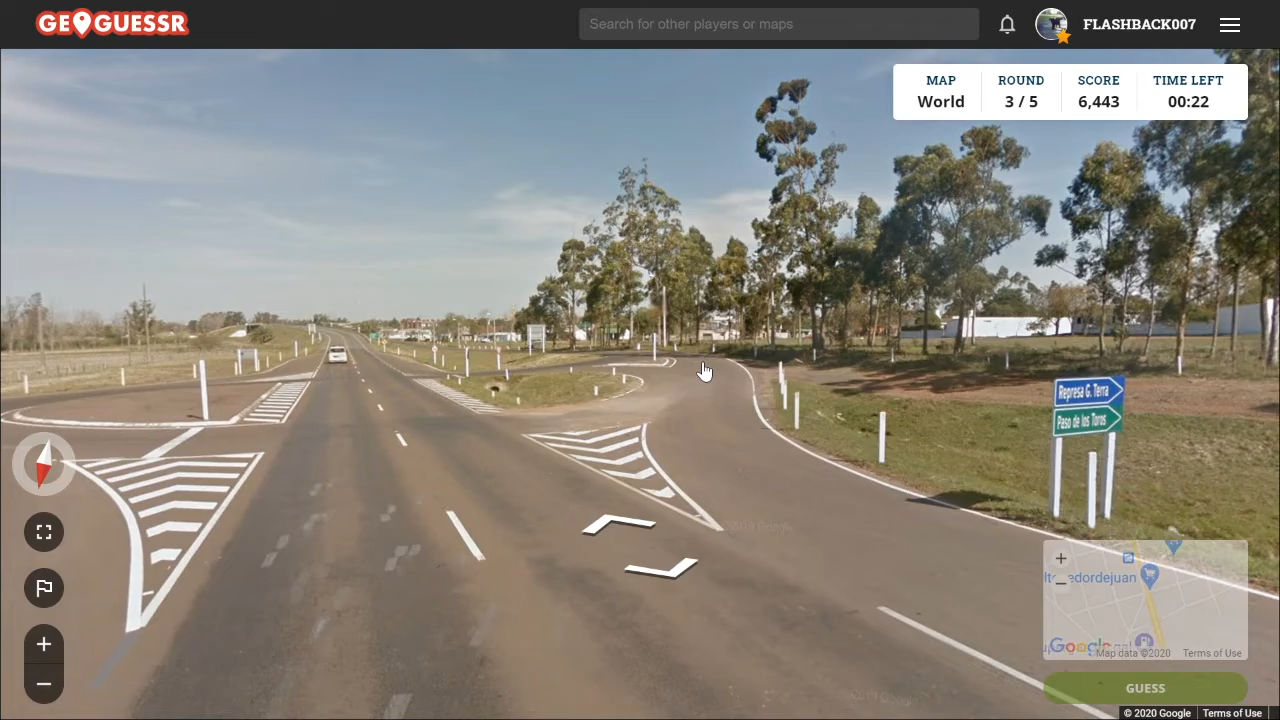 GEOGUESSR
Search for other players or maps
FLASHBACK007
MAP
World
ROUND
3 / 5
SCORE
6,443
TIME LEFT
00:22
Represa G. Terra
Paso de los Toros
edordejuan
Google
Map data ©2020
Terms of Use
GUESS
© 2020 Google
Terms of Use